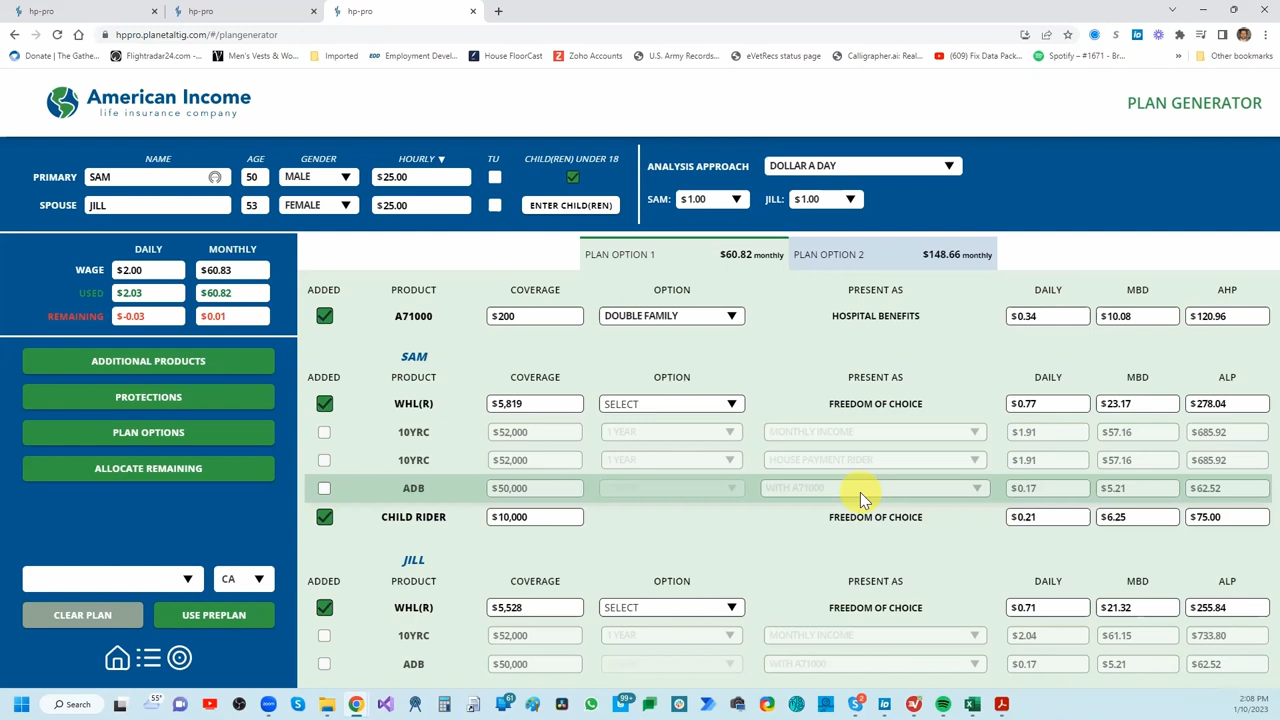 hp-pro
hp-pro
hp-pro
hppro.planetaltig.com/#/plangenerator
Donate | The Gathe...
Flightradar24.com -...
Men's Vests & Wo...
Imported
EDD Employment Devel...
House FloorCast
Zoho Accounts
U.S. Army Records...
eVetRecs status page
Calligrapher.ai: Real...
(609) Fix Data Pack...
Spotify – #1671 - Br...
»
Other bookmarks
American Income
life insurance company
PLAN GENERATOR
NAME AGE GENDER HOURLY ▼ TU CHILD(REN) UNDER 18
PRIMARY SAM 50 MALE $25.00
SPOUSE JILL 53 FEMALE $25.00 ENTER CHILD(REN)
ANALYSIS APPROACH DOLLAR A DAY
SAM: $1.00 JILL: $1.00
DAILY MONTHLY
WAGE $2.00 $60.83
USED $2.03 $60.82
REMAINING $-0.03 $0.01
ADDITIONAL PRODUCTS
PROTECTIONS
PLAN OPTIONS
ALLOCATE REMAINING
CA
CLEAR PLAN USE PREPLAN
PLAN OPTION 1 $60.82 monthly
PLAN OPTION 2 $148.66 monthly
ADDED PRODUCT COVERAGE OPTION PRESENT AS DAILY MBD AHP
A71000 $200 DOUBLE FAMILY HOSPITAL BENEFITS $0.34 $10.08 $120.96
SAM
ADDED PRODUCT COVERAGE OPTION PRESENT AS DAILY MBD ALP
WHL(R) $5,819 SELECT FREEDOM OF CHOICE $0.77 $23.17 $278.04
10YRC $52,000 1 YEAR MONTHLY INCOME $1.91 $57.16 $685.92
10YRC $52,000 1 YEAR HOUSE PAYMENT RIDER $1.91 $57.16 $685.92
ADB $50,000 WITH A71000 $0.17 $5.21 $62.52
CHILD RIDER $10,000 FREEDOM OF CHOICE $0.21 $6.25 $75.00
JILL
ADDED PRODUCT COVERAGE OPTION PRESENT AS DAILY MBD ALP
WHL(R) $5,528 SELECT FREEDOM OF CHOICE $0.71 $21.32 $255.84
10YRC $52,000 1 YEAR MONTHLY INCOME $2.04 $61.15 $733.80
ADB $50,000 WITH A71000 $0.17 $5.21 $62.52
Search
55°
61
99+
2
2:08 PM
1/10/2023